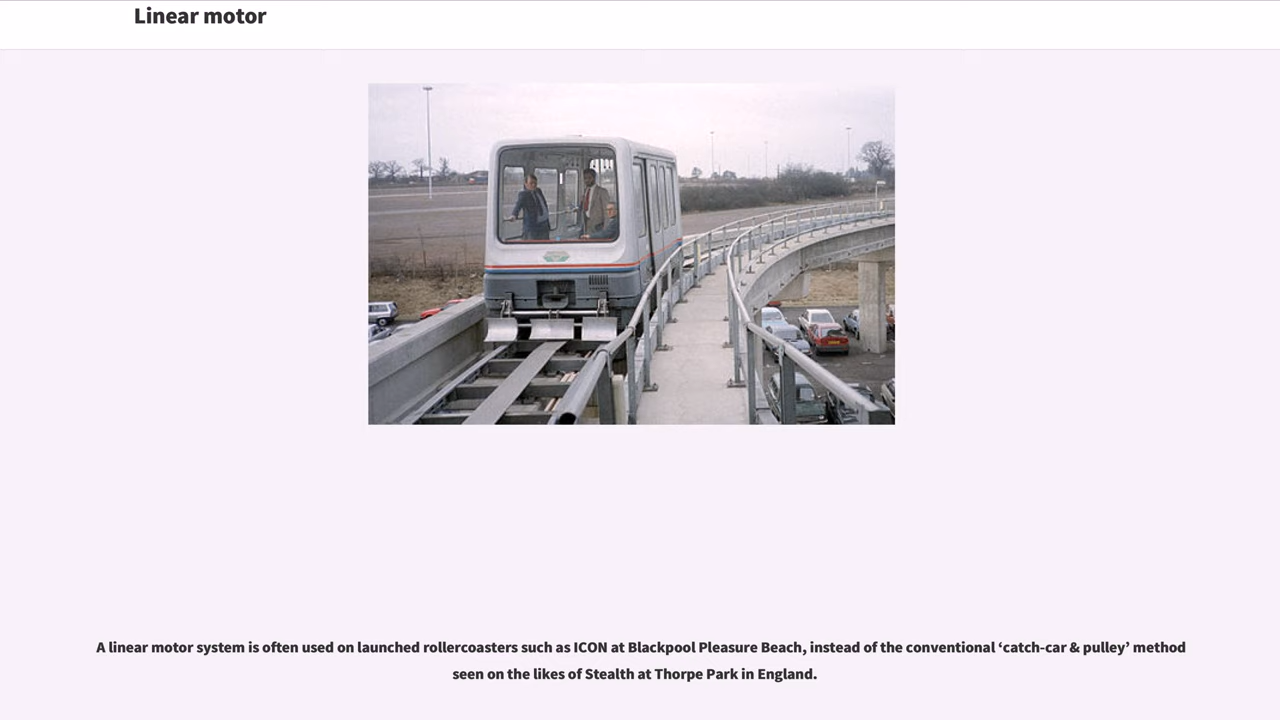 Linear motor
A linear motor system is often used on launched rollercoasters such as ICON at Blackpool Pleasure Beach, instead of the conventional ‘catch-car & pulley’ method
seen on the likes of Stealth at Thorpe Park in England.